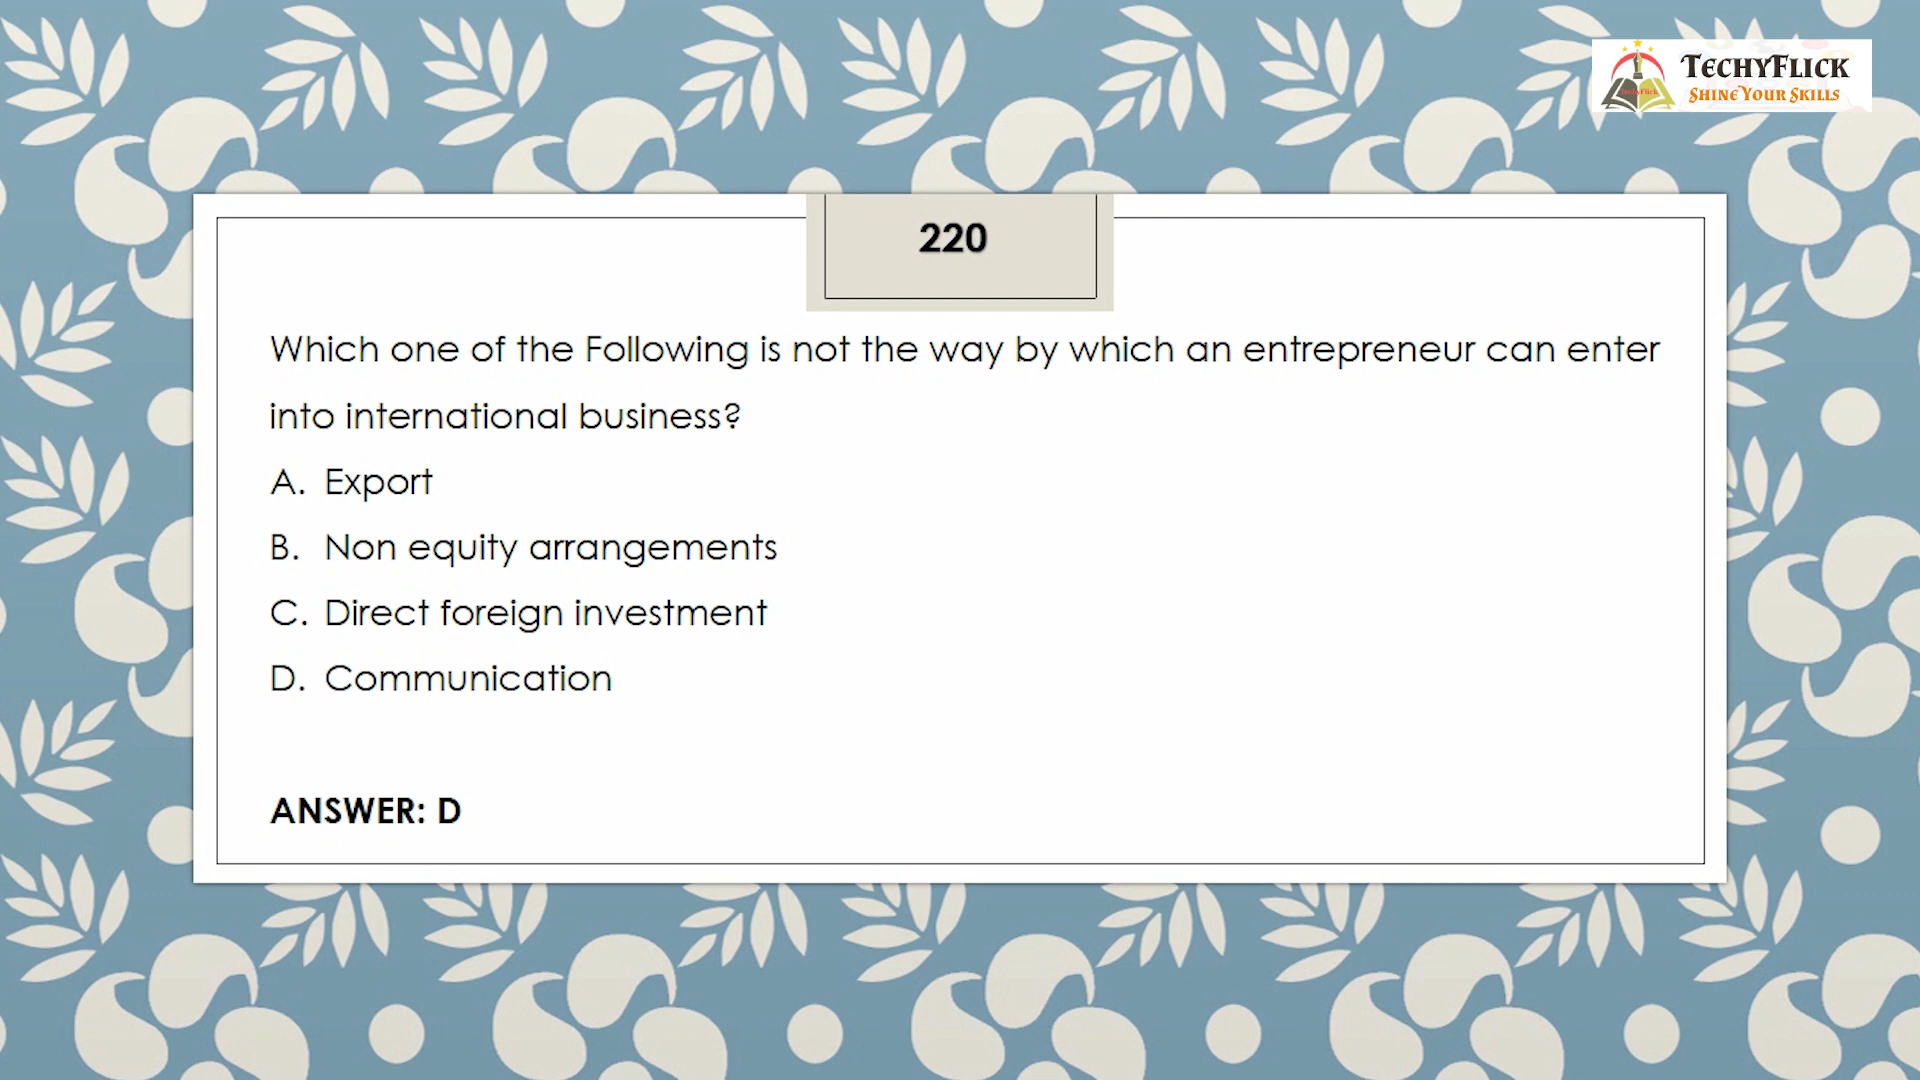 TECHYFLICK
SHINE YOUR SKILLS
220
Which one of the Following is not the way by which an entrepreneur can enter
into international business?
A. Export
B. Non equity arrangements
C. Direct foreign investment
D. Communication
ANSWER: D